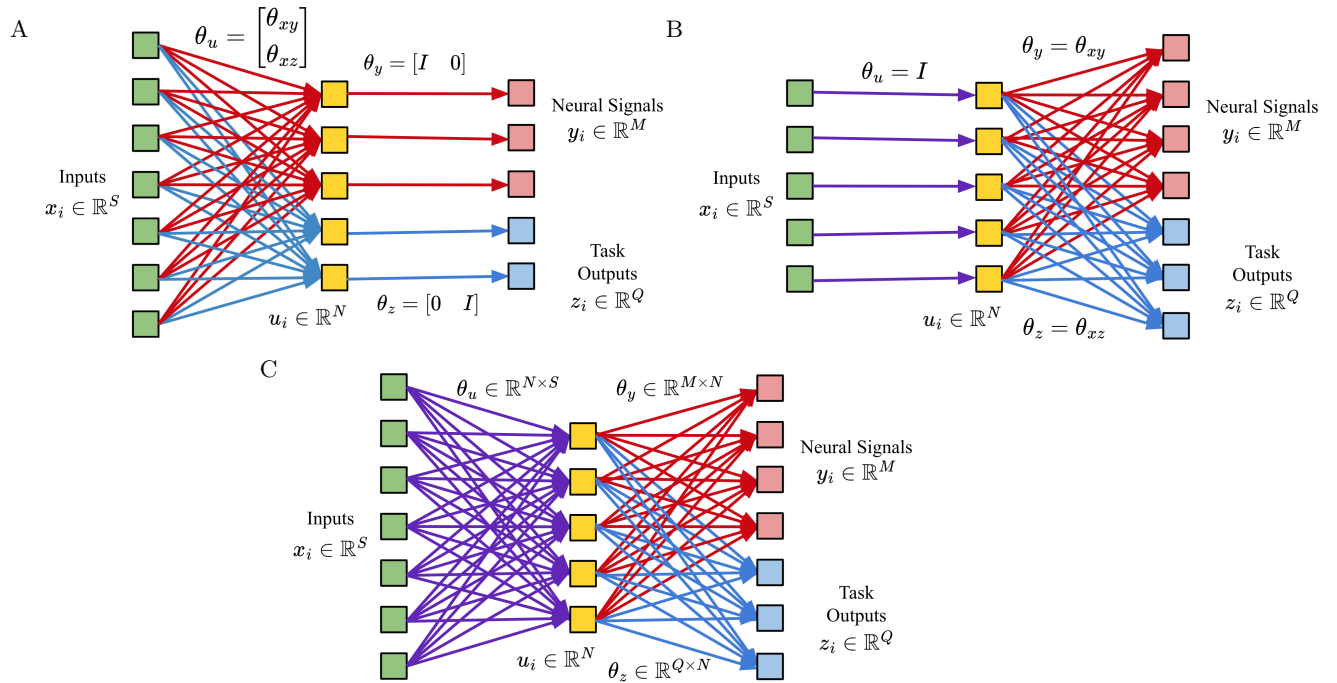 A
θ_u = [θ_xy
θ_xz]
θ_y = [I 0]
Neural Signals
y_i ∈ ℝ^M
Inputs
x_i ∈ ℝ^S
Task
Outputs
z_i ∈ ℝ^Q
θ_z = [0 I]
u_i ∈ ℝ^N
B
θ_y = θ_xy
θ_u = I
Neural Signals
y_i ∈ ℝ^M
Inputs
x_i ∈ ℝ^S
Task
Outputs
z_i ∈ ℝ^Q
u_i ∈ ℝ^N
θ_z = θ_xz
C
θ_u ∈ ℝ^{N×S}
θ_y ∈ ℝ^{M×N}
Neural Signals
y_i ∈ ℝ^M
Inputs
x_i ∈ ℝ^S
Task
Outputs
z_i ∈ ℝ^Q
u_i ∈ ℝ^N
θ_z ∈ ℝ^{Q×N}